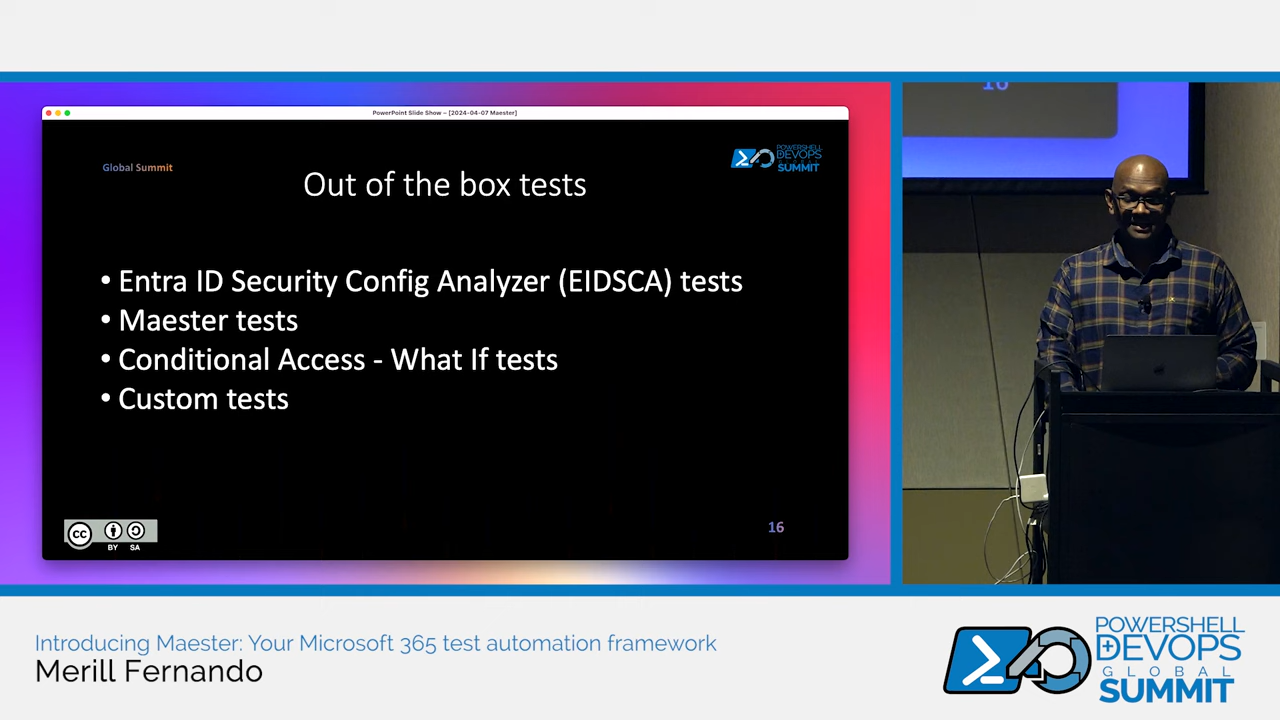 PowerPoint Slide Show – [2024-04-07 Maester]
Global Summit
POWERSHELL
DEVOPS
GLOBAL
SUMMIT
Out of the box tests
• Entra ID Security Config Analyzer (EIDSCA) tests
• Maester tests
• Conditional Access - What If tests
• Custom tests
CC
BY SA
16
16
Introducing Maester: Your Microsoft 365 test automation framework
Merill Fernando
POWERSHELL
DEVOPS
GLOBAL
SUMMIT